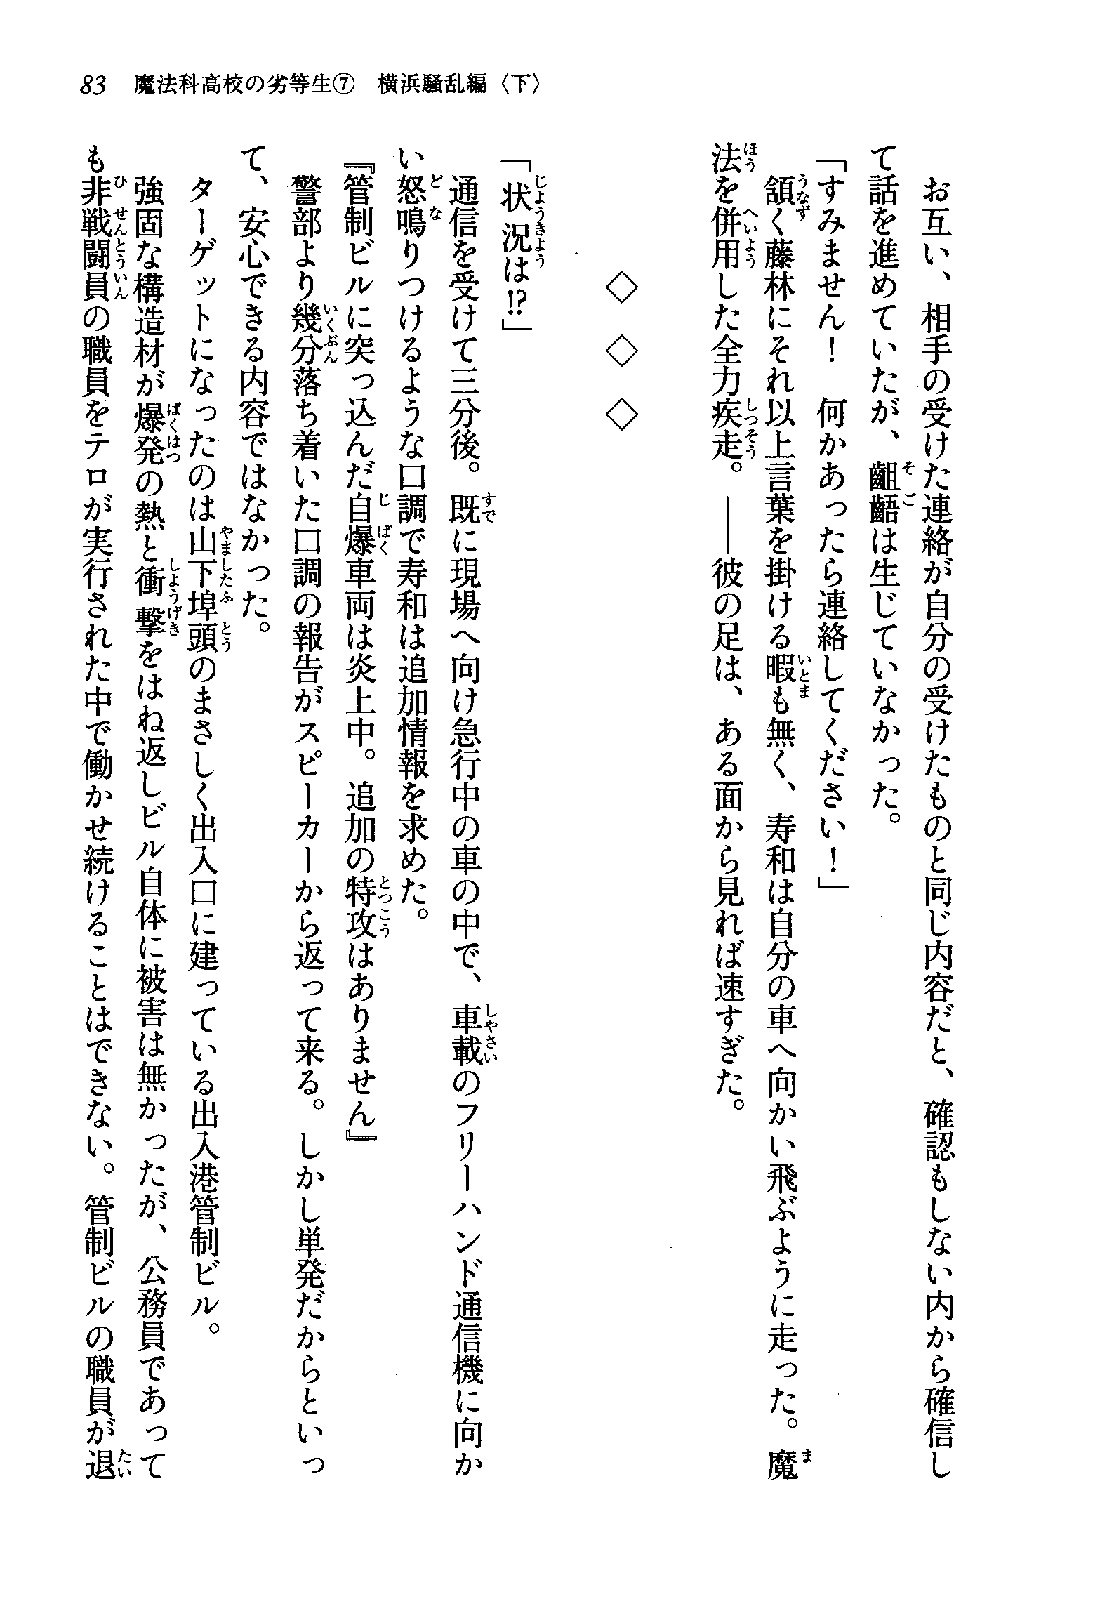 83　魔法科高校の劣等生⑦　横浜騒乱編〈下〉
　お互い、相手の受けた連絡が自分の受けたものと同じ内容だと、確認もしない内から確信し
て話を進めていたが、齟齬は生じていなかった。
「すみません！　何かあったら連絡してください！」
　頷く藤林にそれ以上言葉を掛ける暇も無く、寿和は自分の車へ向かい飛ぶように走った。魔
法を併用した全力疾走。――彼の足は、ある面から見れば速すぎた。
◇　◇　◇
「状況は!?」
　通信を受けて三分後。既に現場へ向け急行中の車の中で、車載のフリーハンド通信機に向か
い怒鳴りつけるような口調で寿和は追加情報を求めた。
『管制ビルに突っ込んだ自爆車両は炎上中。追加の特攻はありません』
　警部より幾分落ち着いた口調の報告がスピーカーから返って来る。しかし単発だからといっ
て、安心できる内容ではなかった。
　ターゲットになったのは山下埠頭のまさしく出入口に建っている出入港管制ビル。
　強固な構造材が爆発の熱と衝撃をはね返しビル自体に被害は無かったが、公務員であって
も非戦闘員の職員をテロが実行された中で働かせ続けることはできない。管制ビルの職員が退